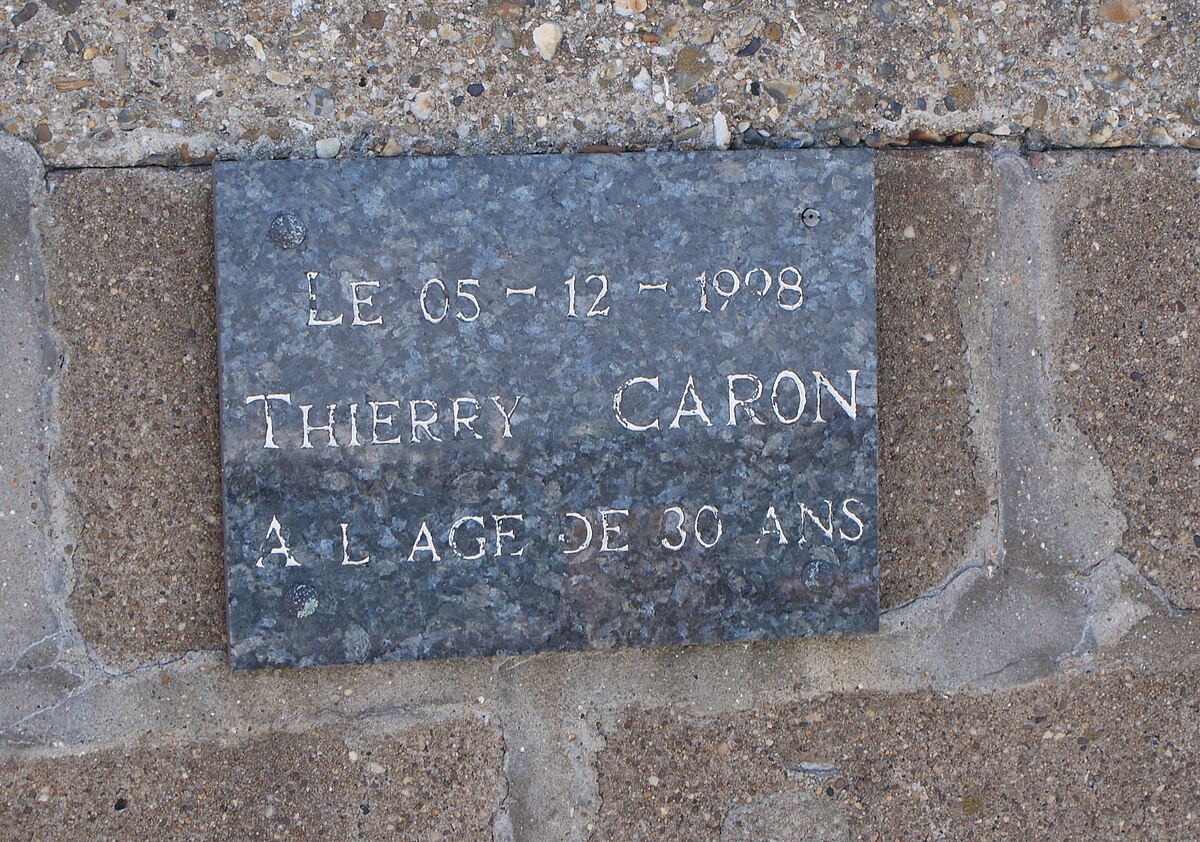 LE 05 - 12 - 1998
THIERRY CARON
A L AGE DE 30 ANS